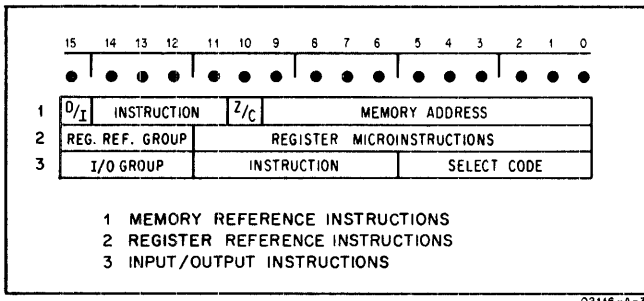 15 14 13 12 11 10 9 8 7 6 5 4 3 2 1 0
1 D/I INSTRUCTION Z/C MEMORY ADDRESS
2 REG. REF. GROUP REGISTER MICROINSTRUCTIONS
3 I/O GROUP INSTRUCTION SELECT CODE
1 MEMORY REFERENCE INSTRUCTIONS
2 REGISTER REFERENCE INSTRUCTIONS
3 INPUT/OUTPUT INSTRUCTIONS